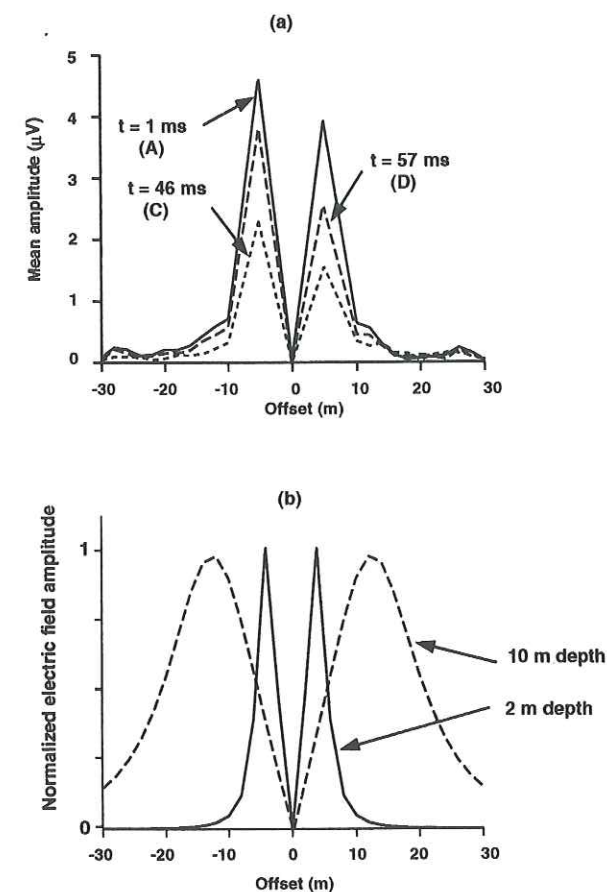 (a)
Mean amplitude (μV)
5
4
3
2
1
0
t = 1 ms
(A)
t = 46 ms
(C)
t = 57 ms
(D)
-30
-20
-10
0
10
20
30
Offset (m)
(b)
Normalized electric field amplitude
1
0
10 m depth
2 m depth
-30
-20
-10
0
10
20
30
Offset (m)